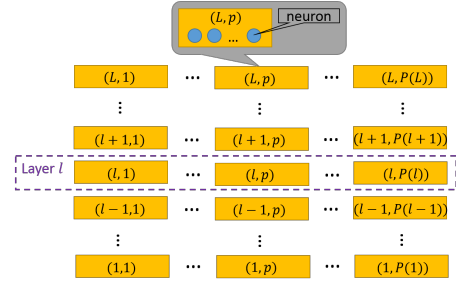 (L, p)
neuron
...
(L, 1) ... (L, p) ... (L, P(L))
(l + 1,1) ... (l + 1, p) ... (l + 1, P(l + 1))
Layer l
(l, 1) ... (l, p) ... (l, P(l))
(l − 1,1) ... (l − 1, p) ... (l − 1, P(l − 1))
(1,1) ... (1, p) ... (1, P(1))